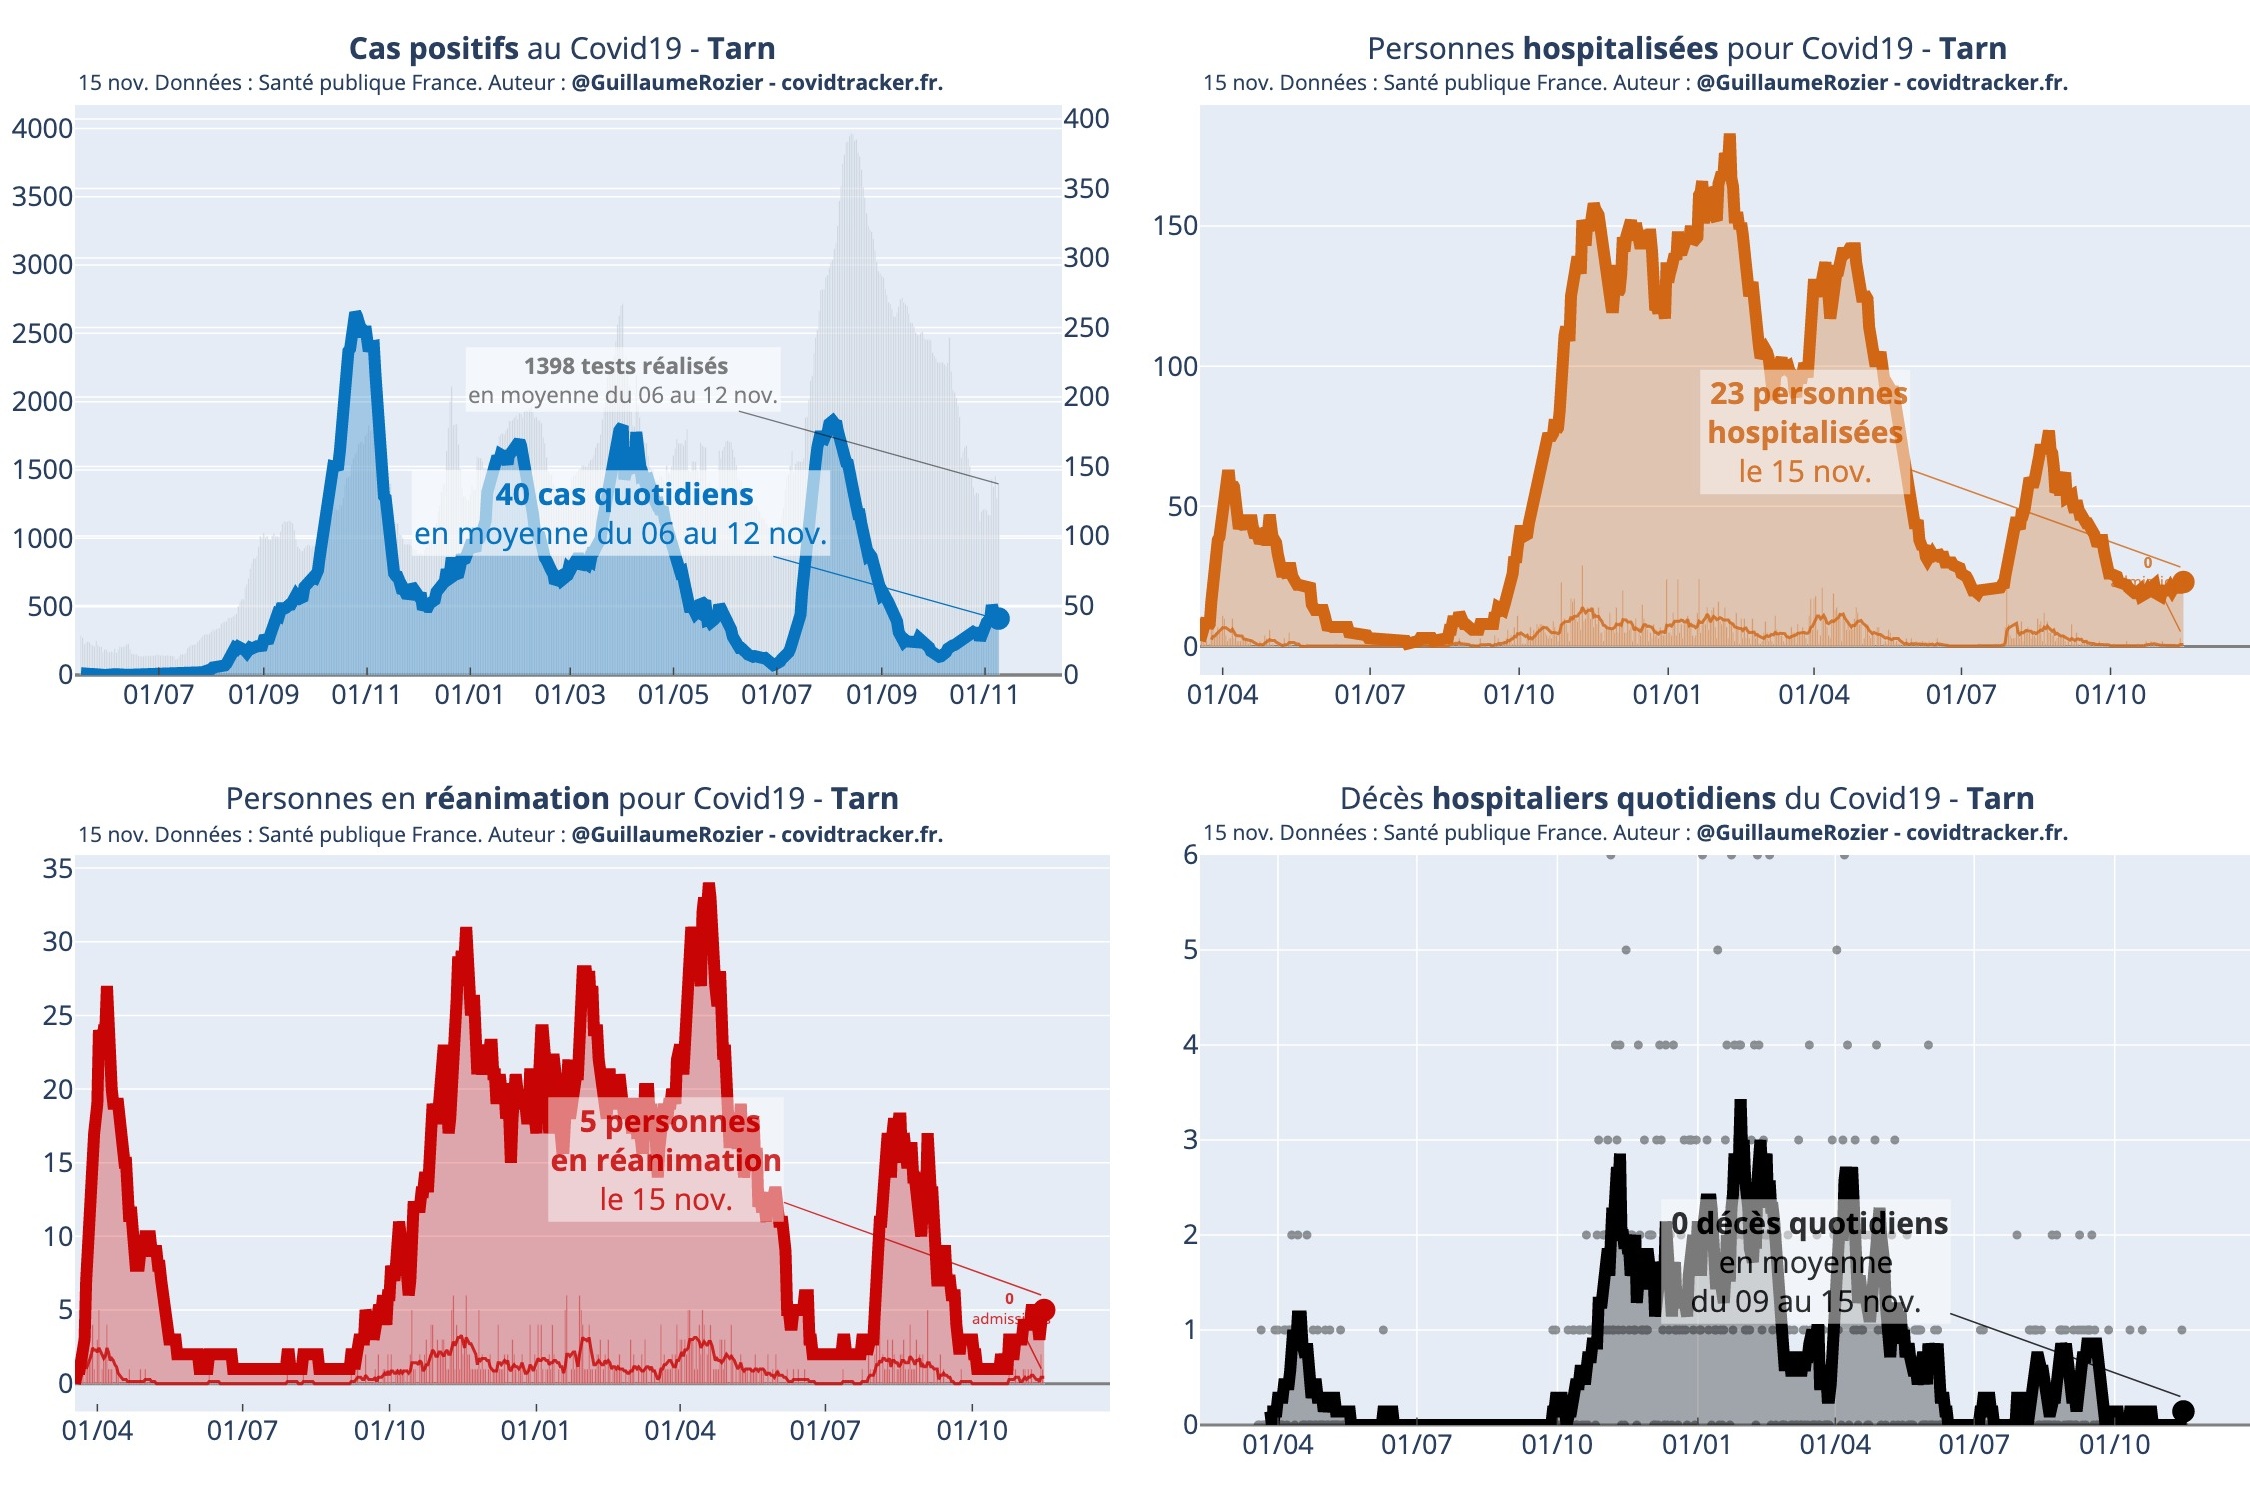 Cas positifs au Covid19 - Tarn
15 nov. Données : Santé publique France. Auteur : @GuillaumeRozier - covidtracker.fr.
4000
3500
3000
2500
2000
1500
1000
500
0
400
350
300
250
200
150
100
50
0
1398 tests réalisés
en moyenne du 06 au 12 nov.
40 cas quotidiens
en moyenne du 06 au 12 nov.
01/07 01/09 01/11 01/01 01/03 01/05 01/07 01/09 01/11
Personnes hospitalisées pour Covid19 - Tarn
15 nov. Données : Santé publique France. Auteur : @GuillaumeRozier - covidtracker.fr.
150
100
50
0
23 personnes
hospitalisées
le 15 nov.
0
01/04 01/07 01/10 01/01 01/04 01/07 01/10
Personnes en réanimation pour Covid19 - Tarn
15 nov. Données : Santé publique France. Auteur : @GuillaumeRozier - covidtracker.fr.
35
30
25
20
15
10
5
0
5 personnes
en réanimation
le 15 nov.
0
01/04 01/07 01/10 01/01 01/04 01/07 01/10
Décès hospitaliers quotidiens du Covid19 - Tarn
15 nov. Données : Santé publique France. Auteur : @GuillaumeRozier - covidtracker.fr.
6
5
4
3
2
1
0
0 décès quotidiens
en moyenne
du 09 au 15 nov.
01/04 01/07 01/10 01/01 01/04 01/07 01/10